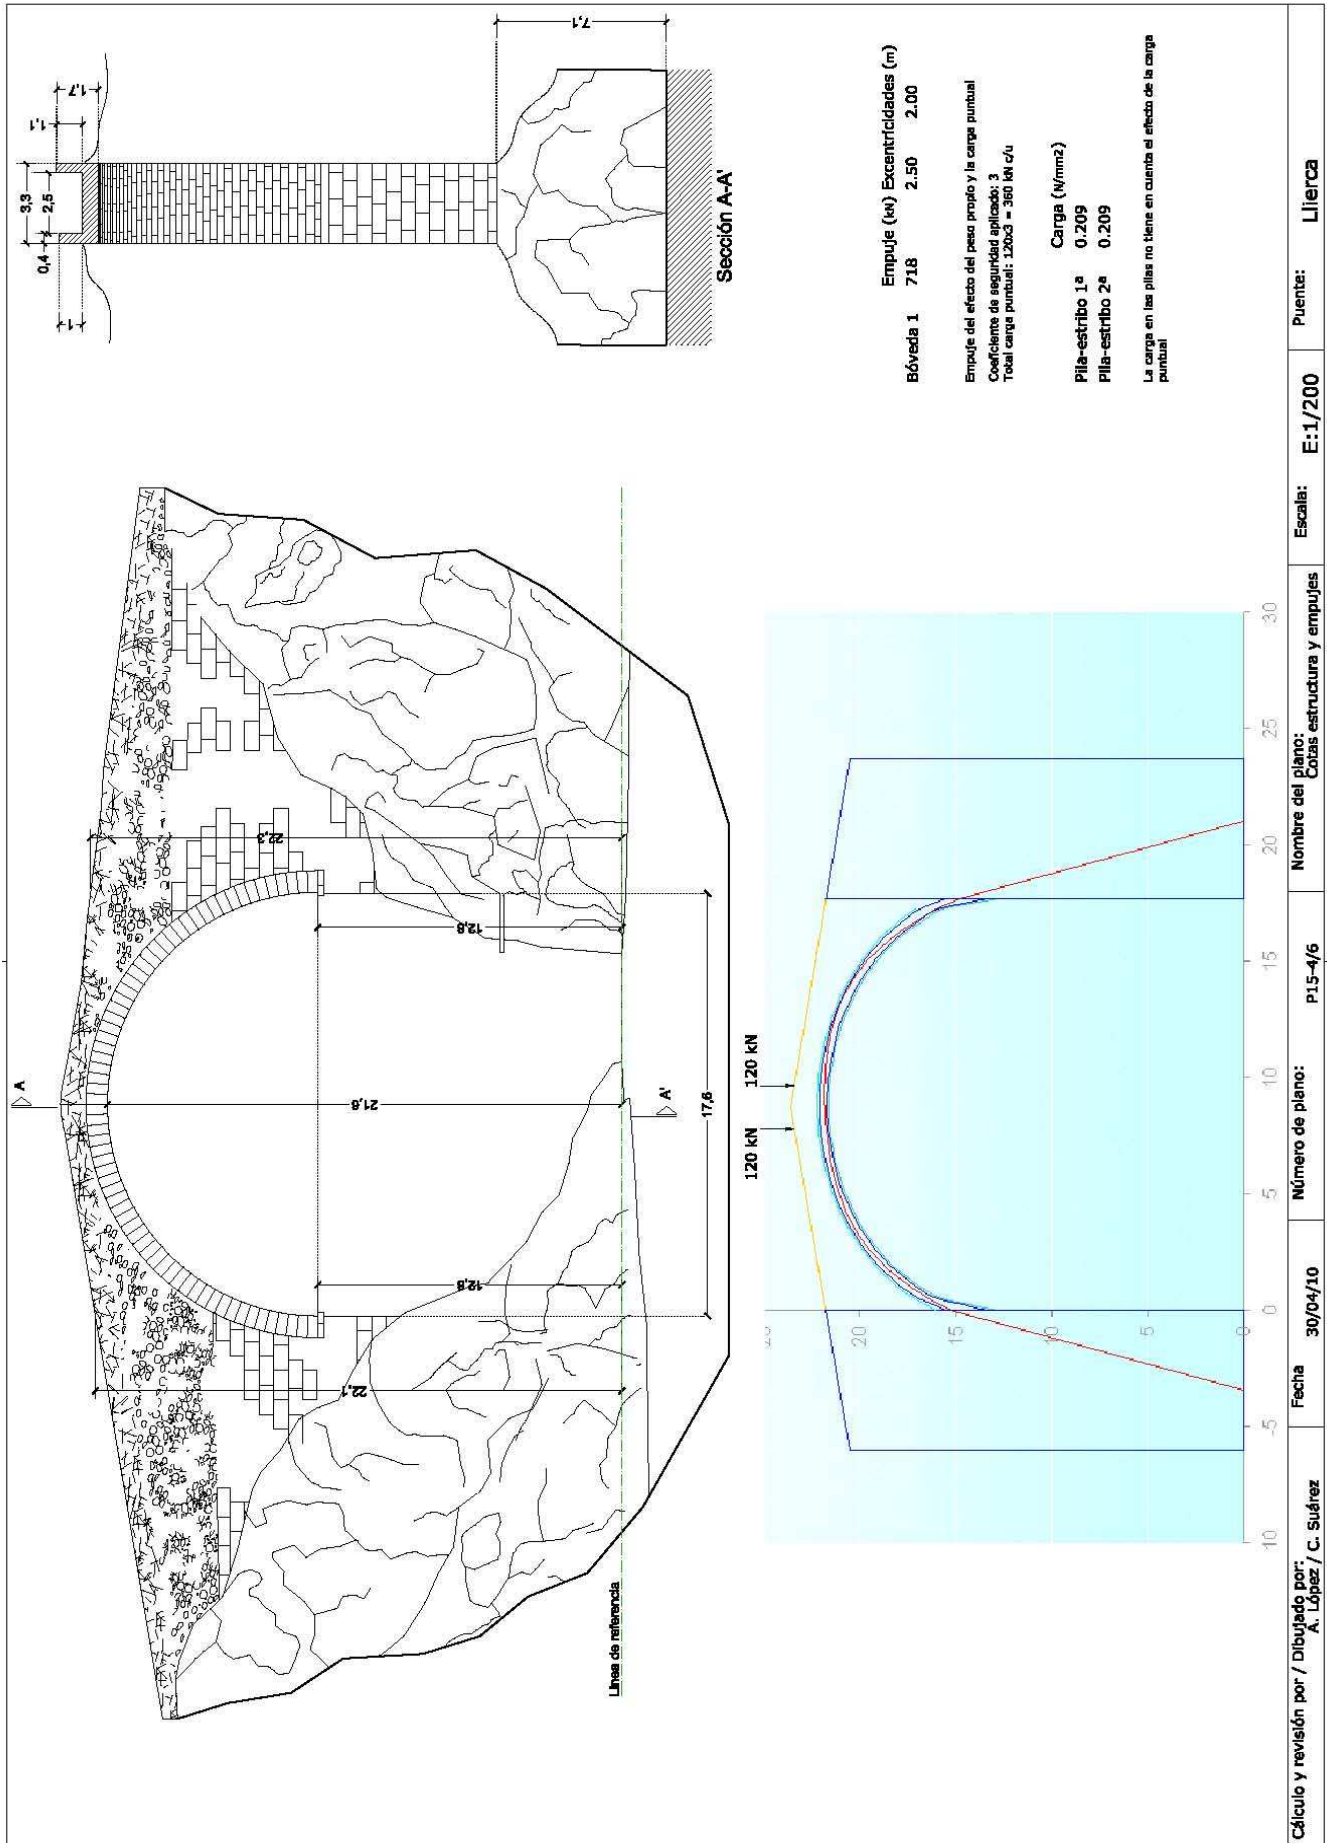 A
A'
22,1
12,8
21,6
12,8
22,3
17,6
Línea de referencia
3,3
2,5
0,4
1,1
1,1
1,7
7,1
Sección A-A'
120 kN
120 kN
20
15
10
5
0
-10
-5
0
5
10
15
20
25
30
Empuje (kN) Excentricidades (m)
Bóveda 1 718 2.50 2.00
Empuje del efecto del peso propio y la carga puntual
Coeficiente de seguridad aplicado: 3
Total carga puntual: 120x3 = 360 kN c/u
Carga (N/mm2)
Pila-estribo 1ª 0.209
Pila-estribo 2ª 0.209
La carga en las pilas no tiene en cuenta el efecto de la carga
puntual
Cálculo y revisión por / Dibujado por:
A. López / C. Suárez
Fecha
30/04/10
Número de plano:
P15-4/6
Nombre del plano:
Cotas estructura y empujes
Escala:
E:1/200
Puente:
Llierca